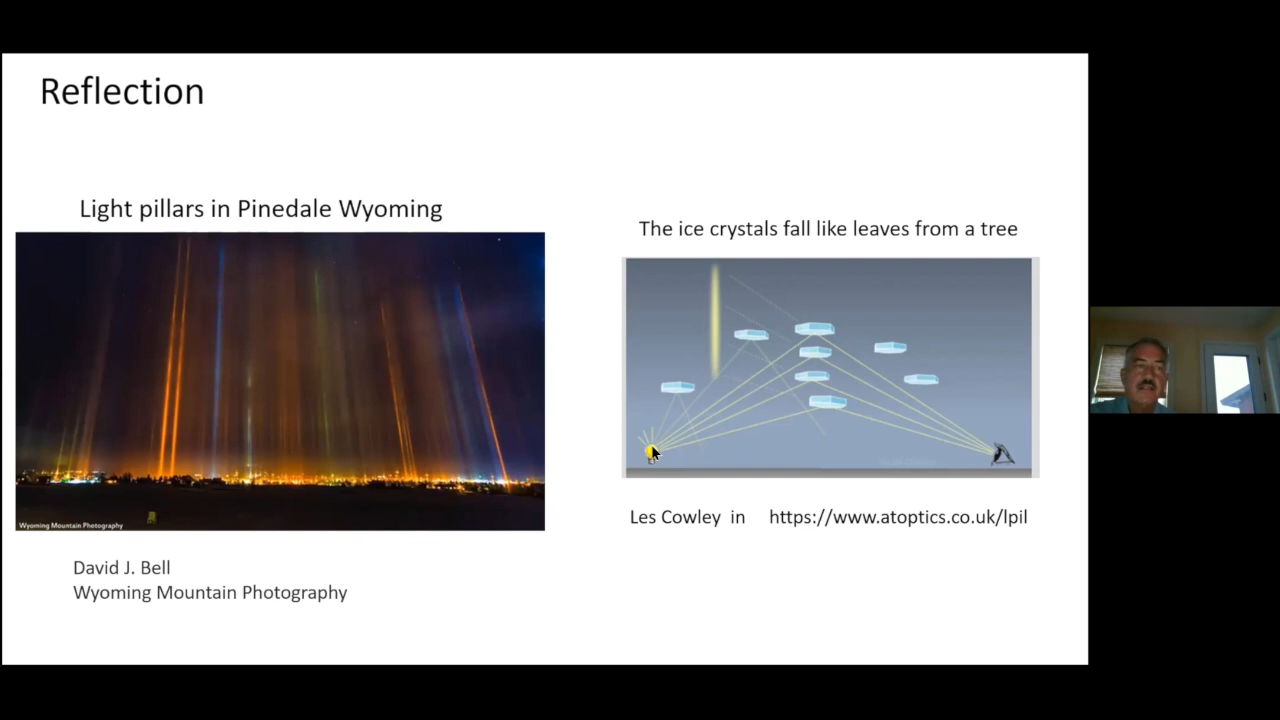 Reflection
Light pillars in Pinedale Wyoming
The ice crystals fall like leaves from a tree
Wyoming Mountain Photography
Les Cowley in https://www.atoptics.co.uk/lpil
David J. Bell
Wyoming Mountain Photography